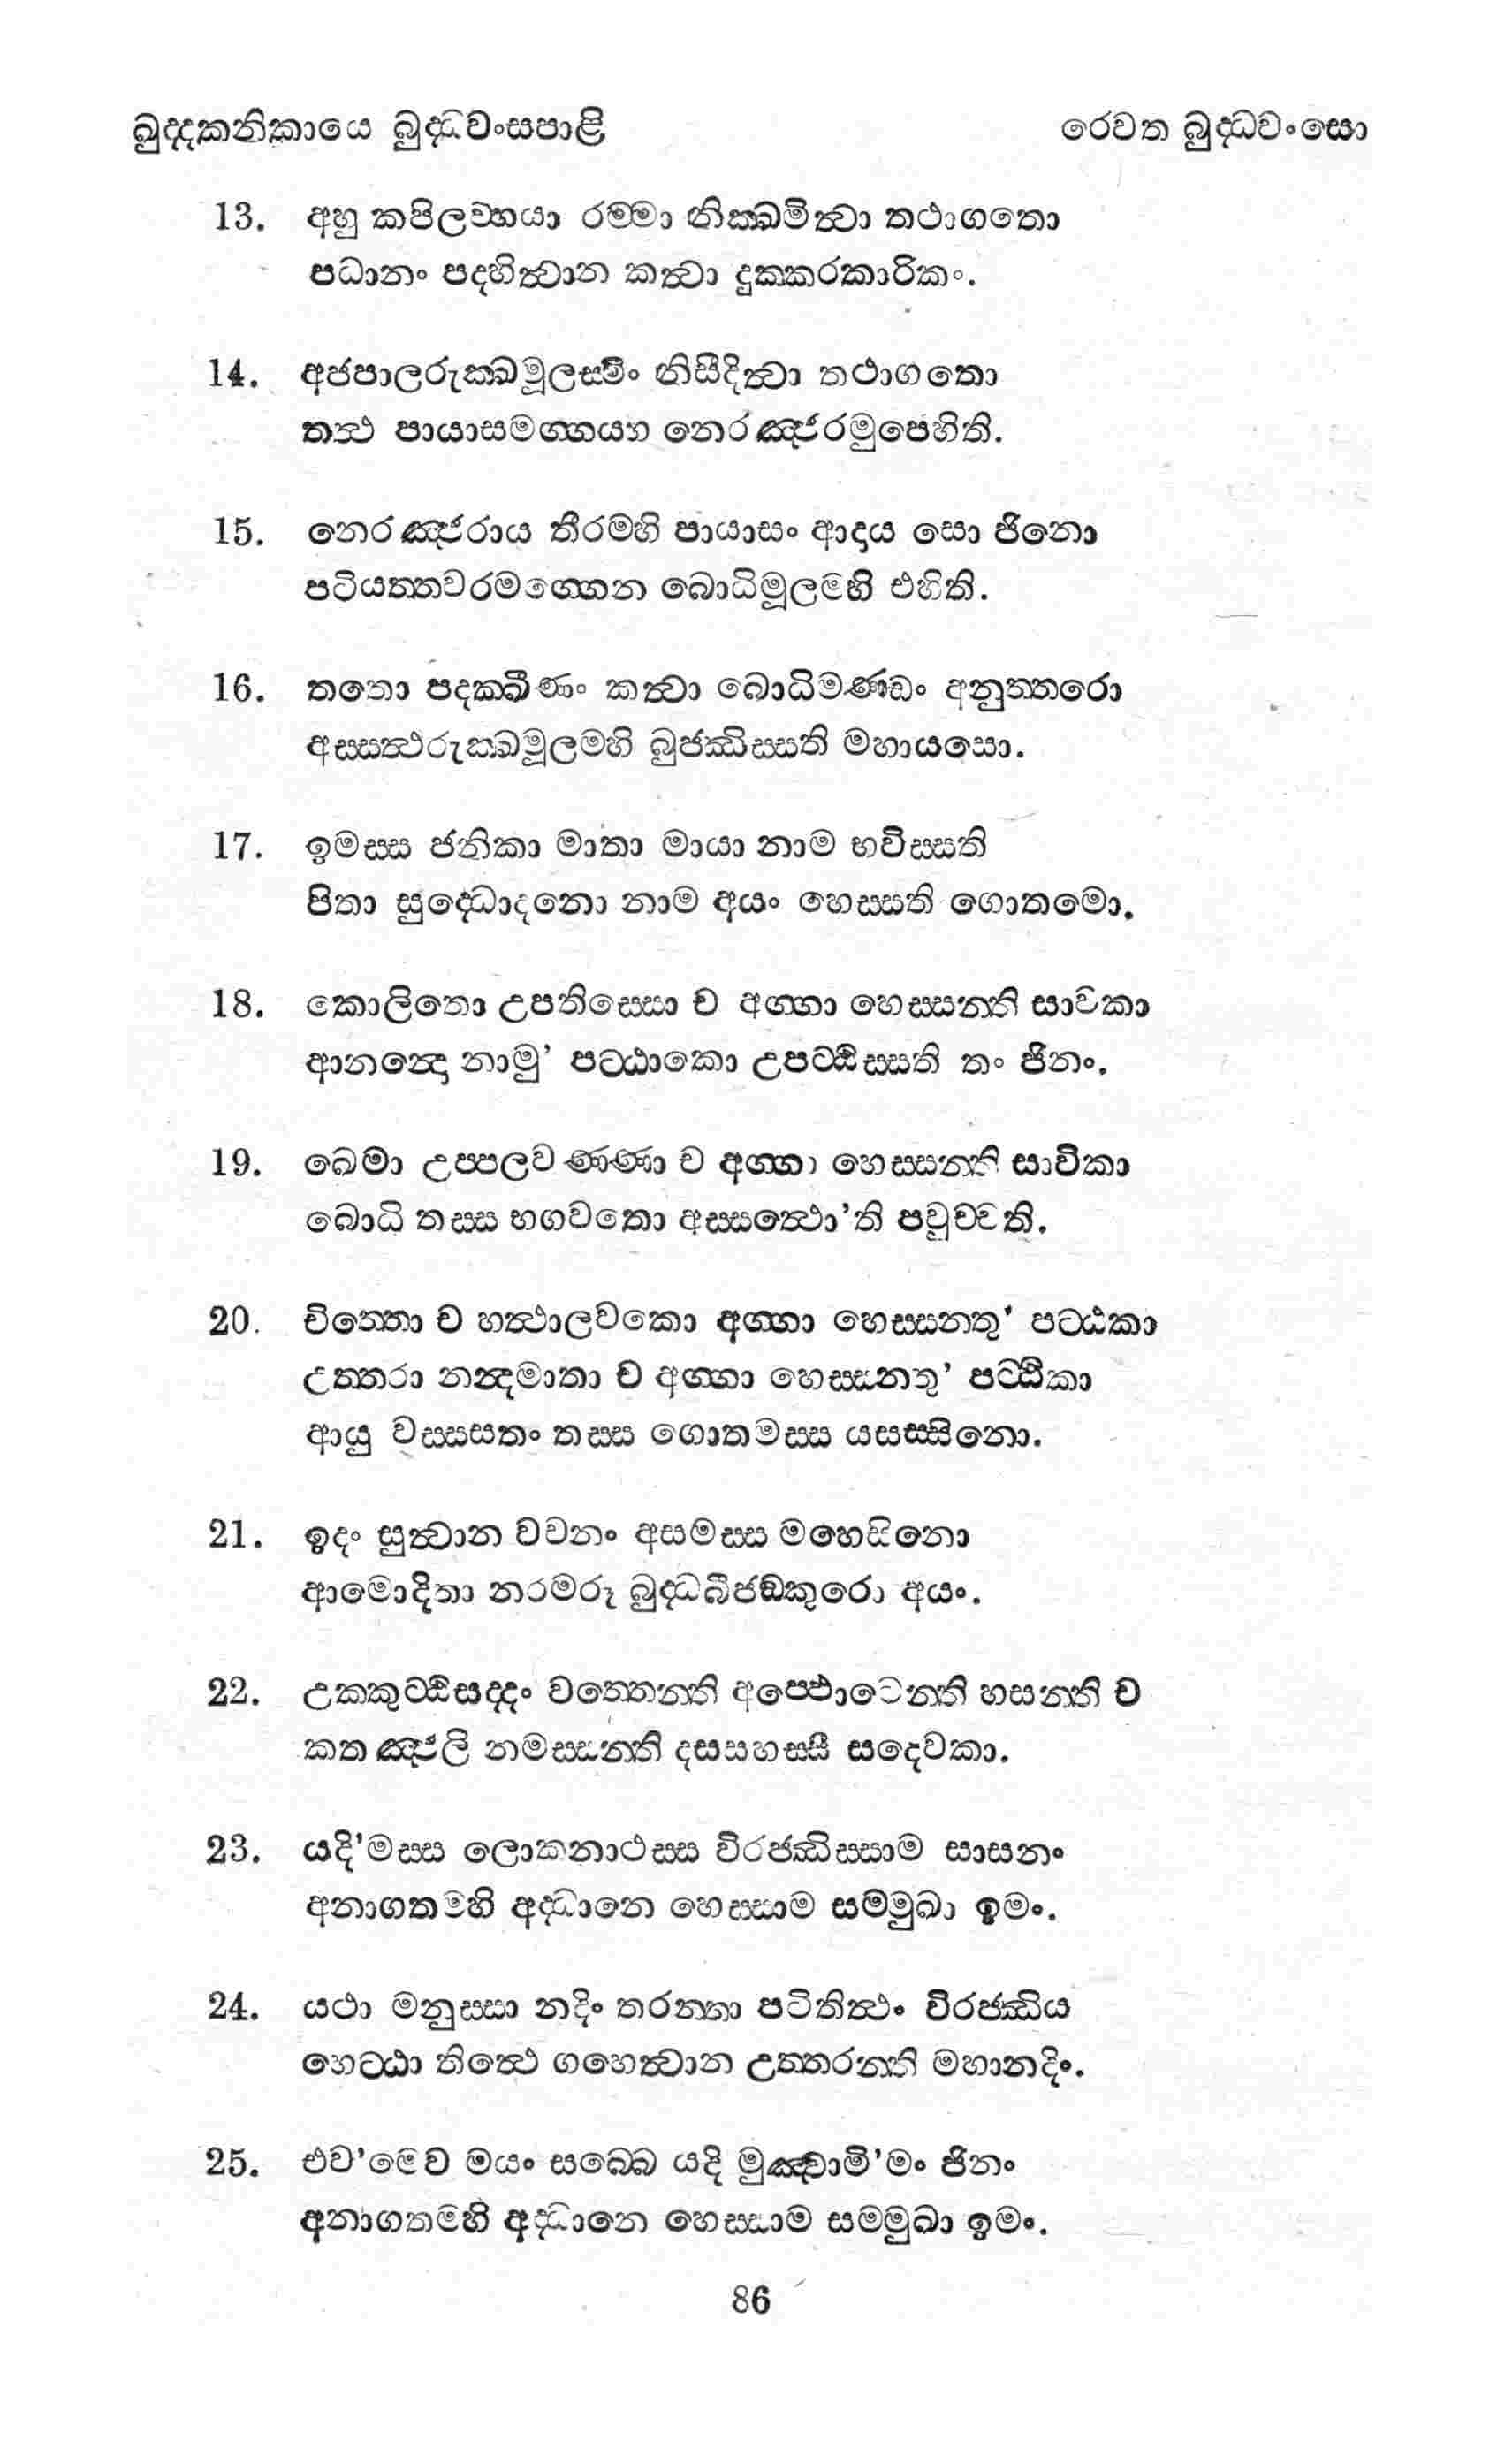 ඛුද්දකනිකායෙ බුද්ධවංසපාළි
රෙවත බුද්ධවංසො
13. අහු කපිලව්හයා රම්මා නික්ඛමිත්වා තථාගතො
පධානං පදහිත්වාන කත්වා දුක්කරකාරිකං.
14. අජපාලරුක්ඛමූලස්මිං නිසීදිත්වා තථාගතො
තත්ථ පායාසමග්ගය්හ නෙරඤ්ජරමුපෙහිති.
15. නෙරඤ්ජරාය තීරම්හි පායාසං ආදාය සො ජිනො
පටියත්තවරමග්ගෙන බොධිමූලම්හි එහිති.
16. තතො පදක්ඛිණං කත්වා බොධිමණ්ඩං අනුත්තරො
අස්සත්ථරුක්ඛමූලම්හි බුජ්ඣිස්සති මහායසො.
17. ඉමස්ස ජනිකා මාතා මායා නාම භවිස්සති
පිතා සුද්ධොදනො නාම අයං හෙස්සති ගොතමො.
18. කොලිතො උපතිස්සො ච අග්ගා හෙස්සන්ති සාවකා
ආනන්දො නාමු' පට්ඨාකො උපට්ඨිස්සති තං ජිනං.
19. ඛෙමා උප්පලවණ්ණා ච අග්ගා හෙස්සන්ති සාවිකා
බොධි තස්ස භගවතො අස්සත්ථො'ති පවුච්චති.
20. චිත්තො ච හත්ථාලවකො අග්ගා හෙස්සන්තු' පට්ඨකා
උත්තරා නන්දමාතා ච අග්ගා හෙස්සන්තු' පට්ඨිකා
ආයු වස්සසතං තස්ස ගොතමස්ස යසස්සිනො.
21. ඉදං සුත්වාන වචනං අසමස්ස මහෙසිනො
ආමොදිතා නරමරූ බුද්ධබීජඞ්කුරො අයං.
22. උක්කුට්ඨිසද්දං වත්තෙන්ති අප්ඵොටෙන්ති හසන්ති ච
කතඤ්ජලි නමස්සන්ති දසසහස්සී සදෙවකා.
23. යදි'මස්ස ලොකනාථස්ස විරජ්ඣිස්සාම සාසනං
අනාගතම්හි අද්ධානෙ හෙස්සාම සම්මුඛා ඉමං.
24. යථා මනුස්සා නදිං තරන්තා පටිතිත්ථං විරජ්ඣිය
හෙට්ඨා තිත්ථෙ ගහෙත්වාන උත්තරන්ති මහානදිං.
25. එව'මෙව මයං සබ්බෙ යදි මුඤ්චාමි'මං ජිනං
අනාගතම්හි අද්ධානෙ හෙස්සාම සම්මුඛා ඉමං.
86